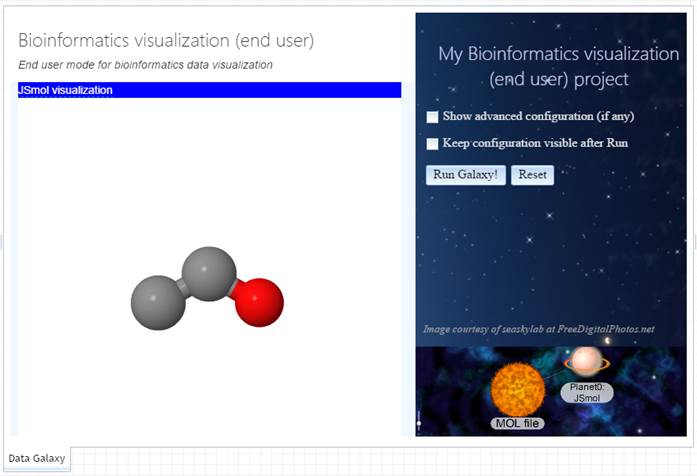 Bioinformatics visualization (end user)
End user mode for bioinformatics data visualization
JSmol visualization
My Bioinformatics visualization
(end user) project
Show advanced configuration (if any)
Keep configuration visible after Run
Run Galaxy!
Reset
Image courtesy of seaskylab at FreeDigitalPhotos.net
Planet0:
JSmol
MOL file
Data Galaxy